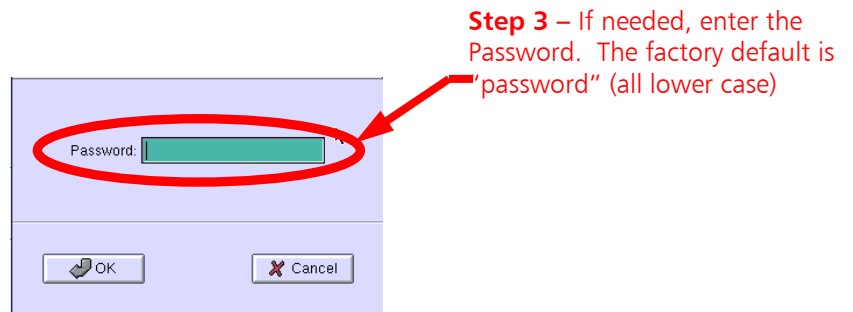 Step 3 – If needed, enter the
Password.  The factory default is
“password” (all lower case)
Password:
OK
Cancel